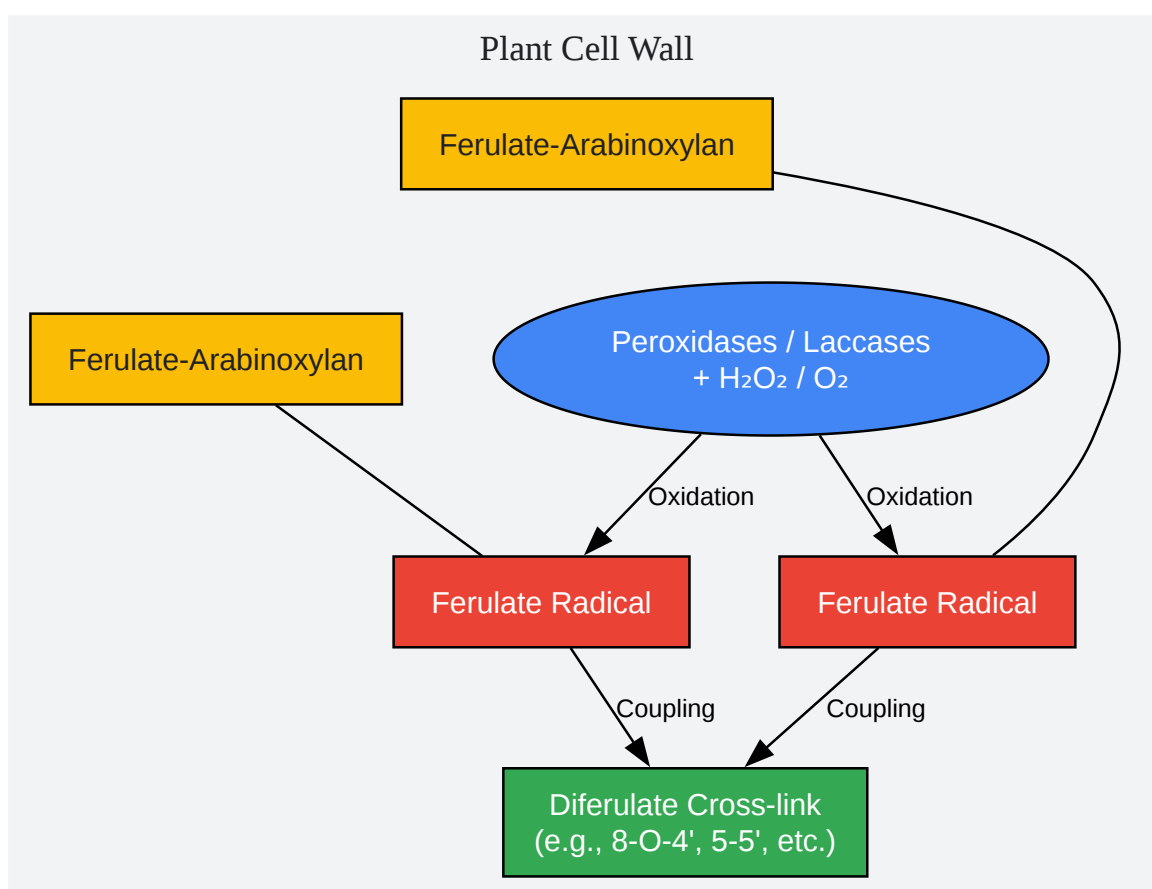 Plant Cell Wall
Ferulate-Arabinoxylan
Ferulate-Arabinoxylan
Peroxidases / Laccases
+ H₂O₂ / O₂
Oxidation
Oxidation
Ferulate Radical
Ferulate Radical
Coupling
Coupling
Diferulate Cross-link
(e.g., 8-O-4', 5-5', etc.)